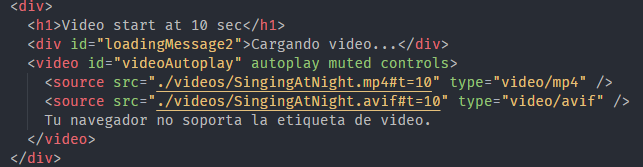 <div>
<h1>Video start at 10 sec</h1>
<div id="loadingMessage2">Cargando video...</div>
<video id="videoAutoplay" autoplay muted controls>
<source src="./videos/SingingAtNight.mp4#t=10" type="video/mp4" />
<source src="./videos/SingingAtNight.avif#t=10" type="video/avif" />
Tu navegador no soporta la etiqueta de video.
</video>
</div>